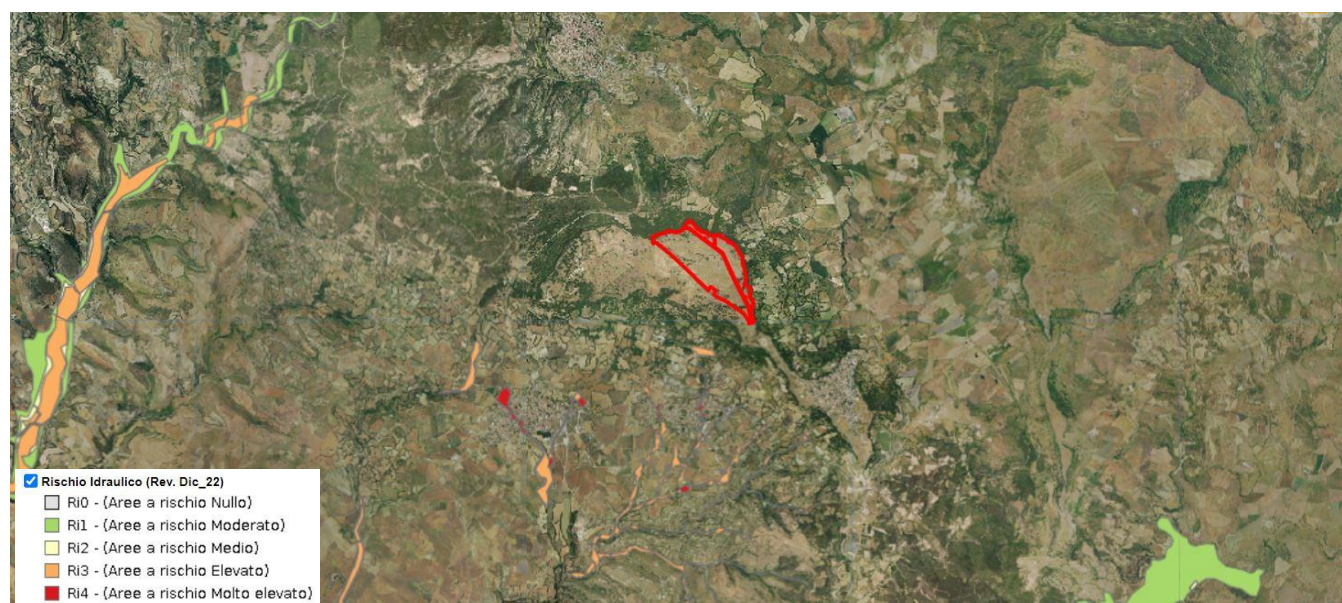 Rischio Idraulico (Rev. Dic_22)
Ri0 - (Aree a rischio Nullo)
Ri1 - (Aree a rischio Moderato)
Ri2 - (Aree a rischio Medio)
Ri3 - (Aree a rischio Elevato)
Ri4 - (Aree a rischio Molto elevato)